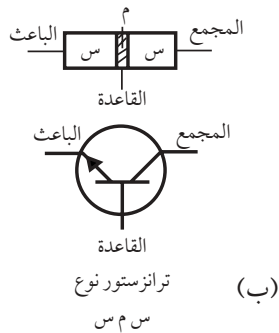 م
المجمع الباعث
س س
القاعدة
المجمع الباعث
القاعدة
ترانزستور نوع
(ب)
س م س